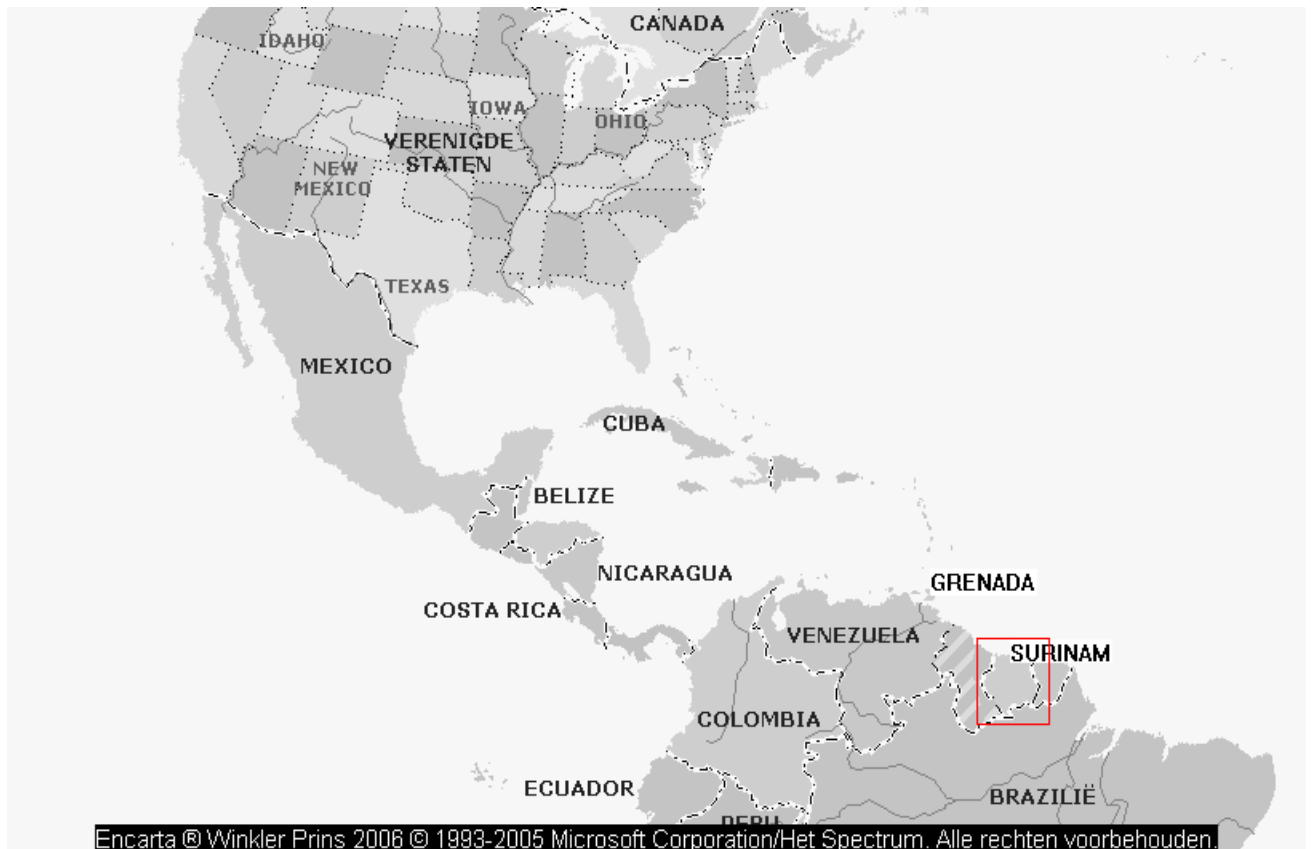 CANADA
IDAHO
IOWA
OHIO
VERENIGDE
STATEN
NEW
MEXICO
TEXAS
MEXICO
CUBA
BELIZE
NICARAGUA
GRENADA
COSTA RICA
VENEZUELA
SURINAM
COLOMBIA
ECUADOR
BRAZILIË
PERU
Encarta ® Winkler Prins 2006 © 1993-2005 Microsoft Corporation/Het Spectrum. Alle rechten voorbehouden.